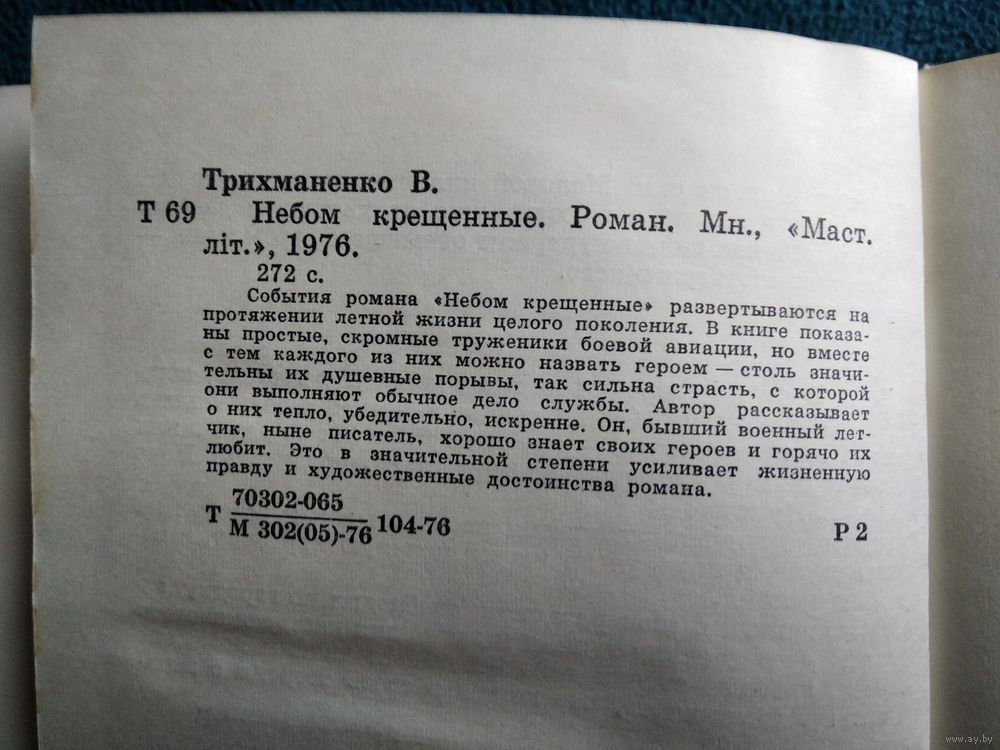 Трихманенко В.
Т 69 Небом крещенные. Роман. Мн., «Маст.
літ.», 1976.
272 с.
События романа «Небом крещенные» развертываются на
протяжении летной жизни целого поколения. В книге показа-
ны простые, скромные труженики боевой авиации, но вместе
с тем каждого из них можно назвать героем — столь значи-
тельны их душевные порывы, так сильна страсть, с которой
они выполняют обычное дело службы. Автор рассказывает
о них тепло, убедительно, искренне. Он, бывший военный лет-
чик, ныне писатель, хорошо знает своих героев и горячо их
любит. Это в значительной степени усиливает жизненную
правду и художественные достоинства романа.
70302-065
Т 104-76 Р 2
М 302(05)-76
www.ay.by